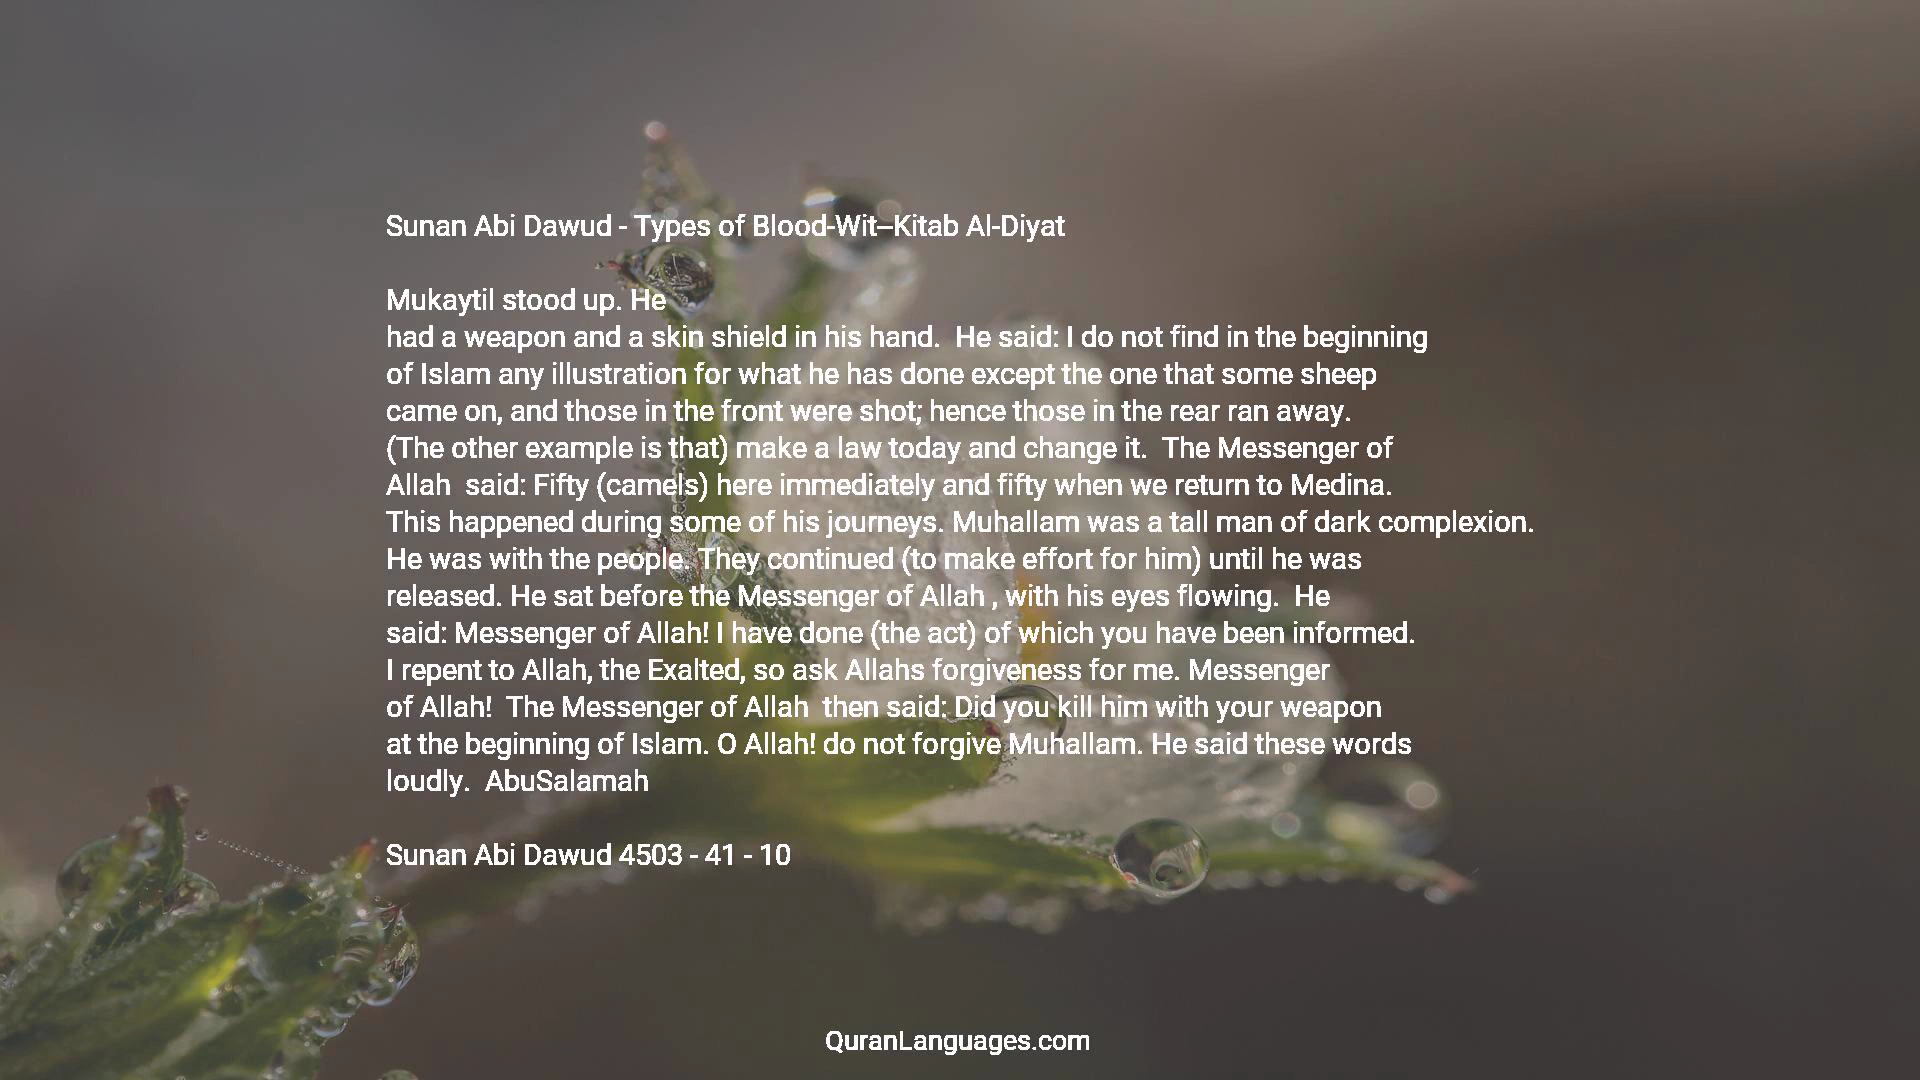 Sunan Abi Dawud - Types of Blood-Wit--Kitab Al-Diyat
Mukaytil stood up. He
had a weapon and a skin shield in his hand.  He said: I do not find in the beginning
of Islam any illustration for what he has done except the one that some sheep
came on, and those in the front were shot; hence those in the rear ran away.
(The other example is that) make a law today and change it.  The Messenger of
Allah  said: Fifty (camels) here immediately and fifty when we return to Medina.
This happened during some of his journeys. Muhallam was a tall man of dark complexion.
He was with the people. They continued (to make effort for him) until he was
released. He sat before the Messenger of Allah , with his eyes flowing.  He
said: Messenger of Allah! I have done (the act) of which you have been informed.
I repent to Allah, the Exalted, so ask Allahs forgiveness for me. Messenger
of Allah!  The Messenger of Allah  then said: Did you kill him with your weapon
at the beginning of Islam. O Allah! do not forgive Muhallam. He said these words
loudly.  AbuSalamah
Sunan Abi Dawud 4503 - 41 - 10
QuranLanguages.com